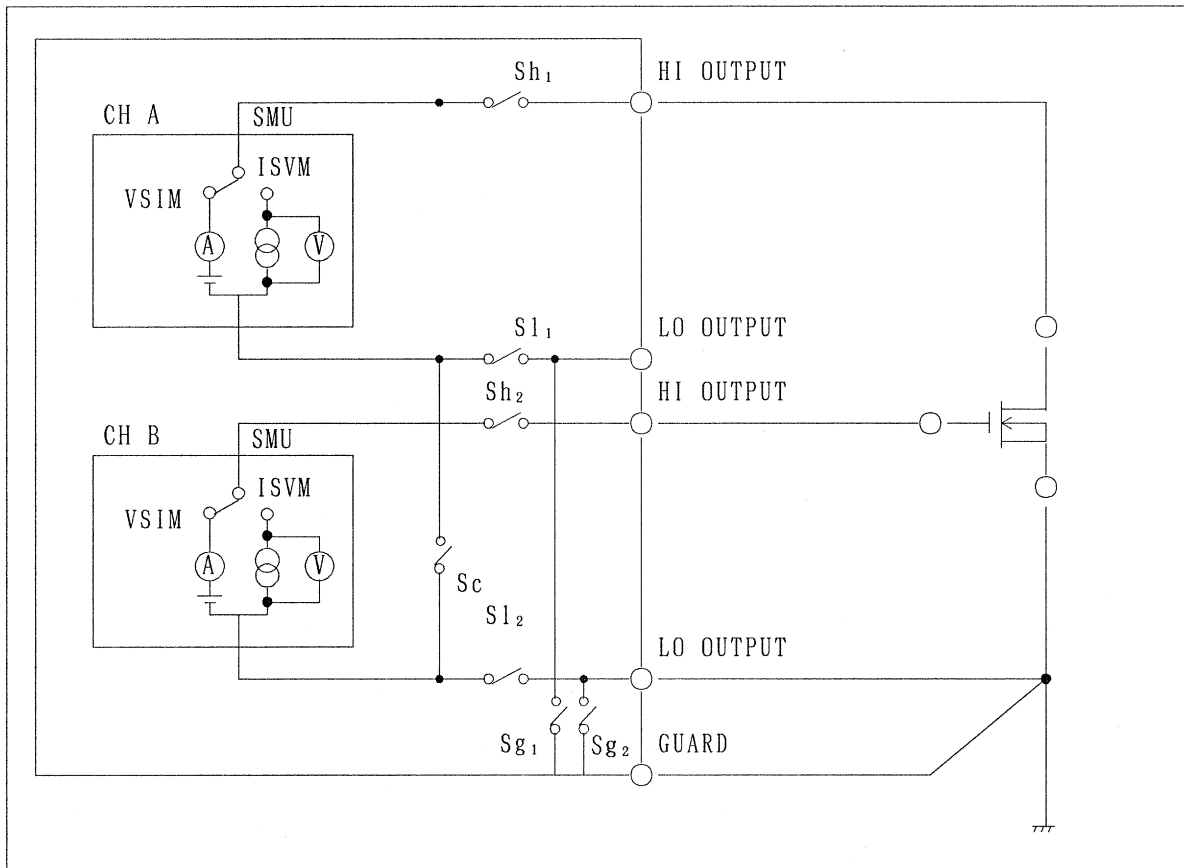 Sh₁
HI OUTPUT
CH A
SMU
ISVM
VSIM
A
V
Sl₁
LO OUTPUT
Sh₂
HI OUTPUT
CH B
SMU
ISVM
VSIM
A
V
Sc
Sl₂
LO OUTPUT
Sg₁
Sg₂
GUARD